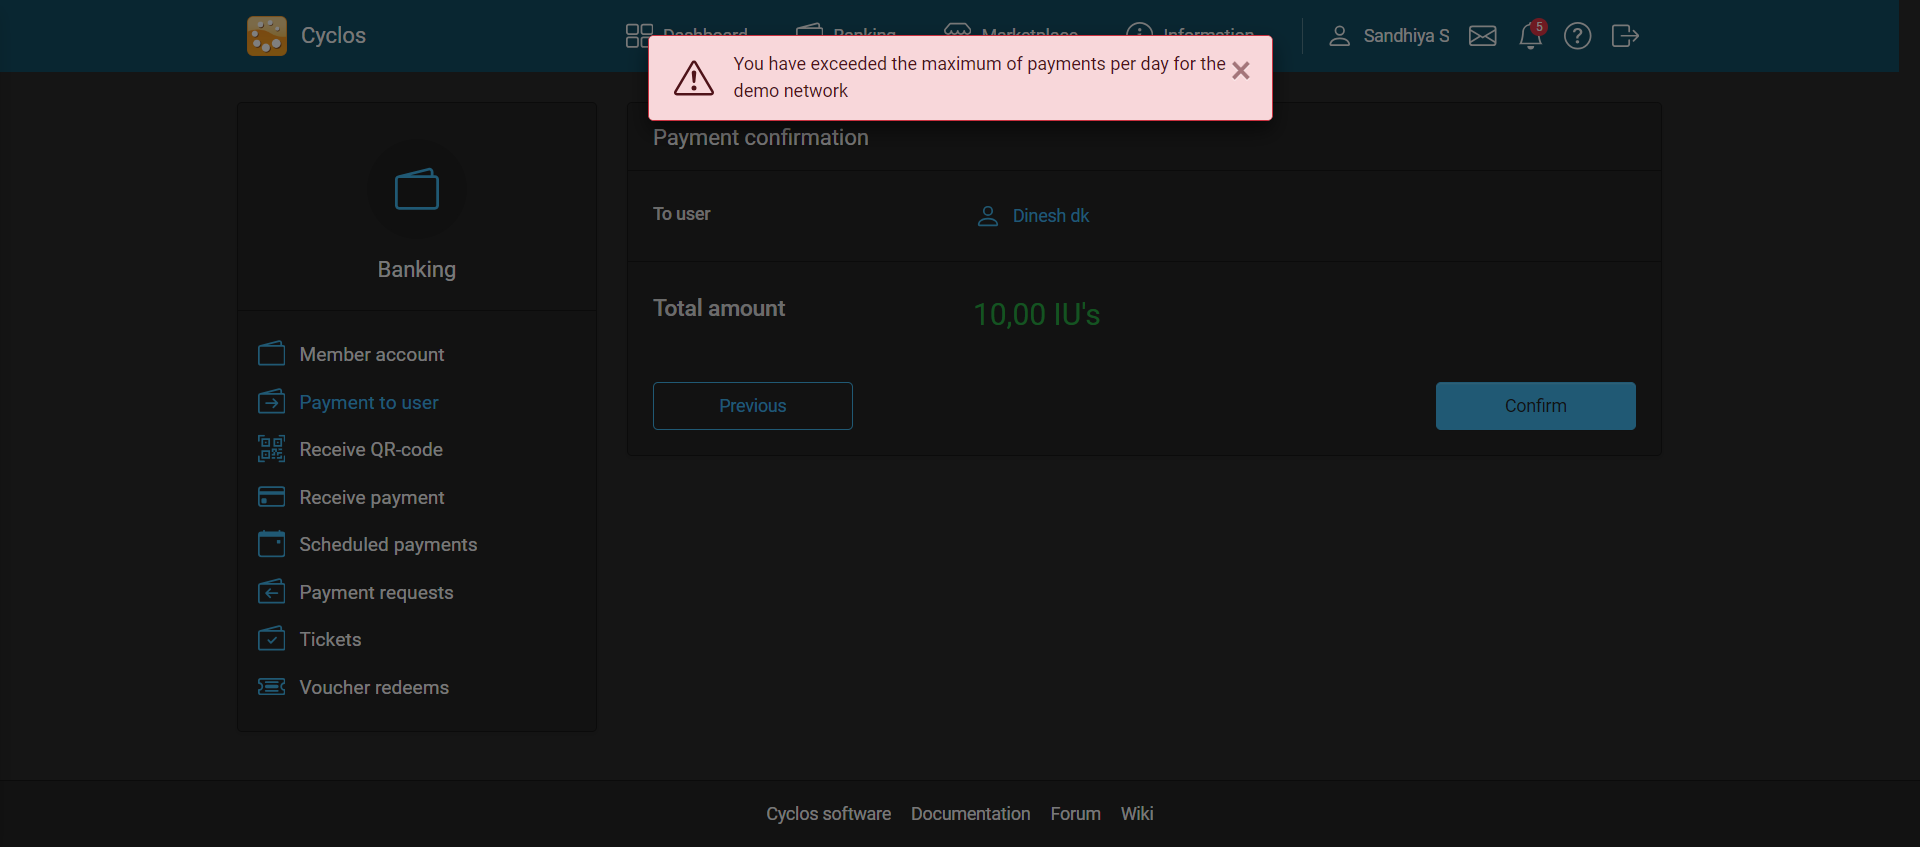 Cyclos
Dashboard
Banking
Marketplace
Information
Sandhiya S
5
You have exceeded the maximum of payments per day for the
demo network
Banking
Member account
Payment to user
Receive QR-code
Receive payment
Scheduled payments
Payment requests
Tickets
Voucher redeems
Payment confirmation
To user
Dinesh dk
Total amount
10,00 IU's
Previous
Confirm
Cyclos software
Documentation
Forum
Wiki